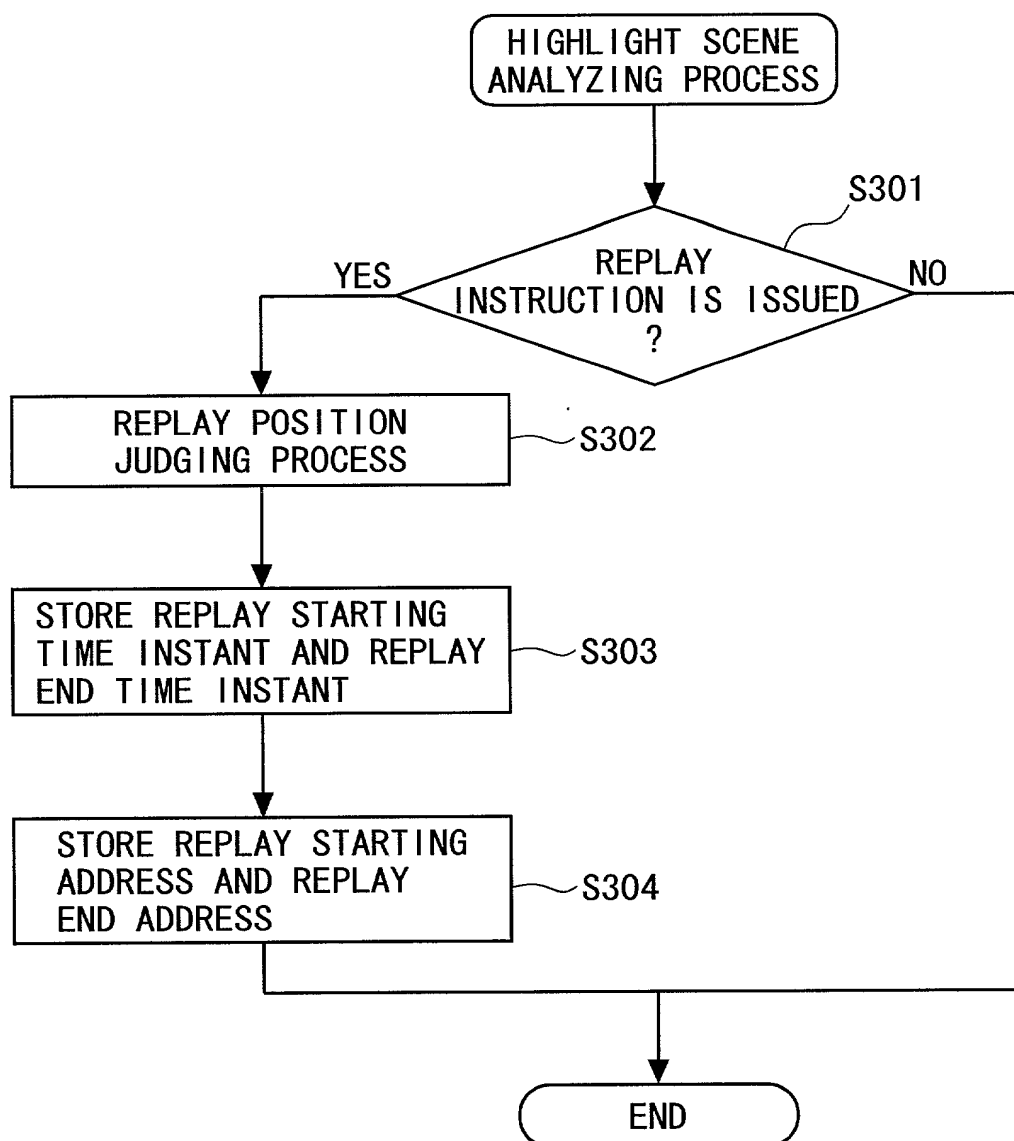 HIGHLIGHT SCENE
ANALYZING PROCESS
S301
REPLAY
INSTRUCTION IS ISSUED
?
YES
NO
REPLAY POSITION
JUDGING PROCESS
S302
STORE REPLAY STARTING
TIME INSTANT AND REPLAY
END TIME INSTANT
S303
STORE REPLAY STARTING
ADDRESS AND REPLAY
END ADDRESS
S304
END